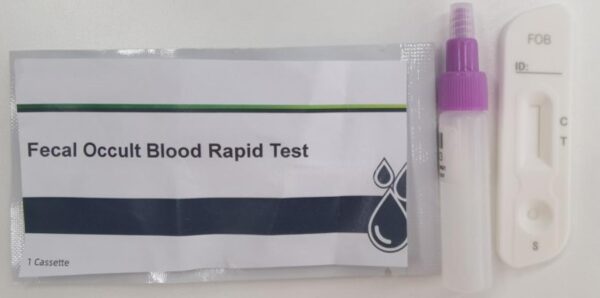 Fecal Occult Blood Rapid Test
1 Cassette
FOB
ID:
C
T
S